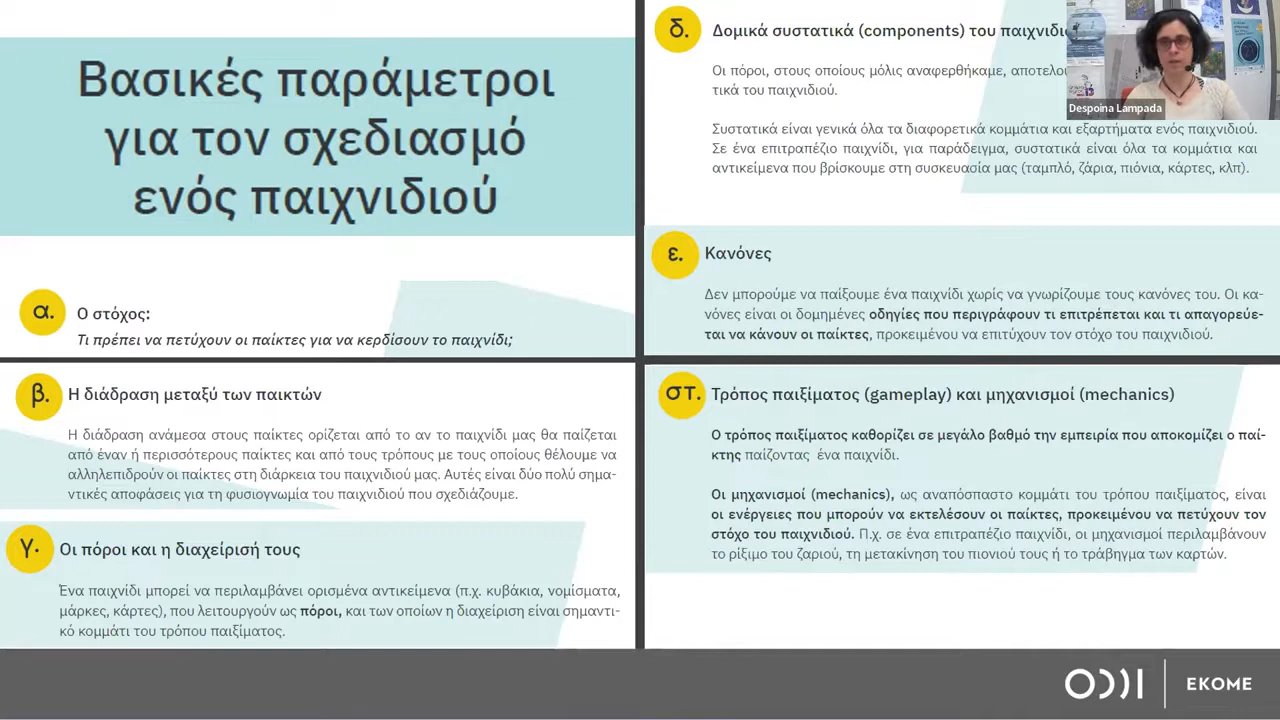 Βασικές παράμετροι
για τον σχεδιασμό
ενός παιχνιδιού
α.
Ο στόχος:
Τι πρέπει να πετύχουν οι παίκτες για να κερδίσουν το παιχνίδι;
β.
Η διάδραση μεταξύ των παικτών
Η διάδραση ανάμεσα στους παίκτες ορίζεται από το αν το παιχνίδι μας θα παίζεται
από έναν ή περισσότερους παίκτες και από τους τρόπους με τους οποίους θέλουμε να
αλληλεπιδρούν οι παίκτες στη διάρκεια του παιχνιδιού μας. Αυτές είναι δύο πολύ σημα-
ντικές αποφάσεις για τη φυσιογνωμία του παιχνιδιού που σχεδιάζουμε.
γ.
Οι πόροι και η διαχείρισή τους
Ένα παιχνίδι μπορεί να περιλαμβάνει ορισμένα αντικείμενα (π.χ. κυβάκια, νομίσματα,
μάρκες, κάρτες), που λειτουργούν ως πόροι, και των οποίων η διαχείριση είναι σημαντι-
κό κομμάτι του τρόπου παιξίματος.
δ.
Δομικά συστατικά (components) του
Οι πόροι, στους οποίους μόλις αναφερθήκαμε,
τικά του παιχνιδιού.
Συστατικά είναι γενικά όλα τα διαφορετικά κομμάτια και εξαρτήματα ενός παιχνιδιού.
Σε ένα επιτραπέζιο παιχνίδι, για παράδειγμα, συστατικά είναι όλα τα κομμάτια και
αντικείμενα που βρίσκουμε στη συσκευασία μας (ταμπλό, ζάρια, πιόνια, κάρτες, κλπ).
ε.
Κανόνες
Δεν μπορούμε να παίξουμε ένα παιχνίδι χωρίς να γνωρίζουμε τους κανόνες του. Οι κα-
νόνες είναι οι δομημένες οδηγίες που περιγράφουν τι επιτρέπεται και τι απαγορεύε-
ται να κάνουν οι παίκτες, προκειμένου να επιτύχουν τον στόχο του παιχνιδιού.
στ.
Τρόπος παιξίματος (gameplay) και μηχανισμοί (mechanics)
Ο τρόπος παιξίματος καθορίζει σε μεγάλο βαθμό την εμπειρία που αποκομίζει ο παί-
κτης παίζοντας ένα παιχνίδι.
Οι μηχανισμοί (mechanics), ως αναπόσπαστο κομμάτι του τρόπου παιξίματος, είναι
οι ενέργειες που μπορούν να εκτελέσουν οι παίκτες, προκειμένου να πετύχουν τον
στόχο του παιχνιδιού. Π.χ. σε ένα επιτραπέζιο παιχνίδι, οι μηχανισμοί περιλαμβάνουν
το ρίξιμο του ζαριού, τη μετακίνηση του πιονιού τους ή το τράβηγμα των καρτών.
Despoina Lampada
EKOME